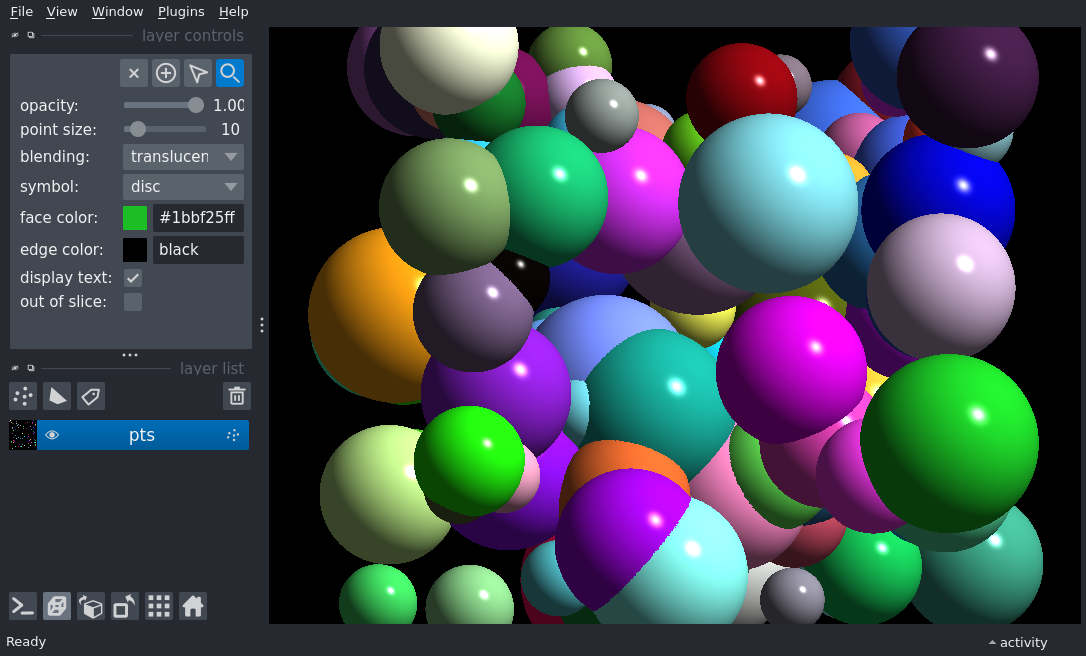 File View Window Plugins Help
layer controls
opacity: 1.00
point size: 10
blending: translucen
symbol: disc
face color: #1bbf25ff
edge color: black
display text:
out of slice:
layer list
pts
Ready
activity